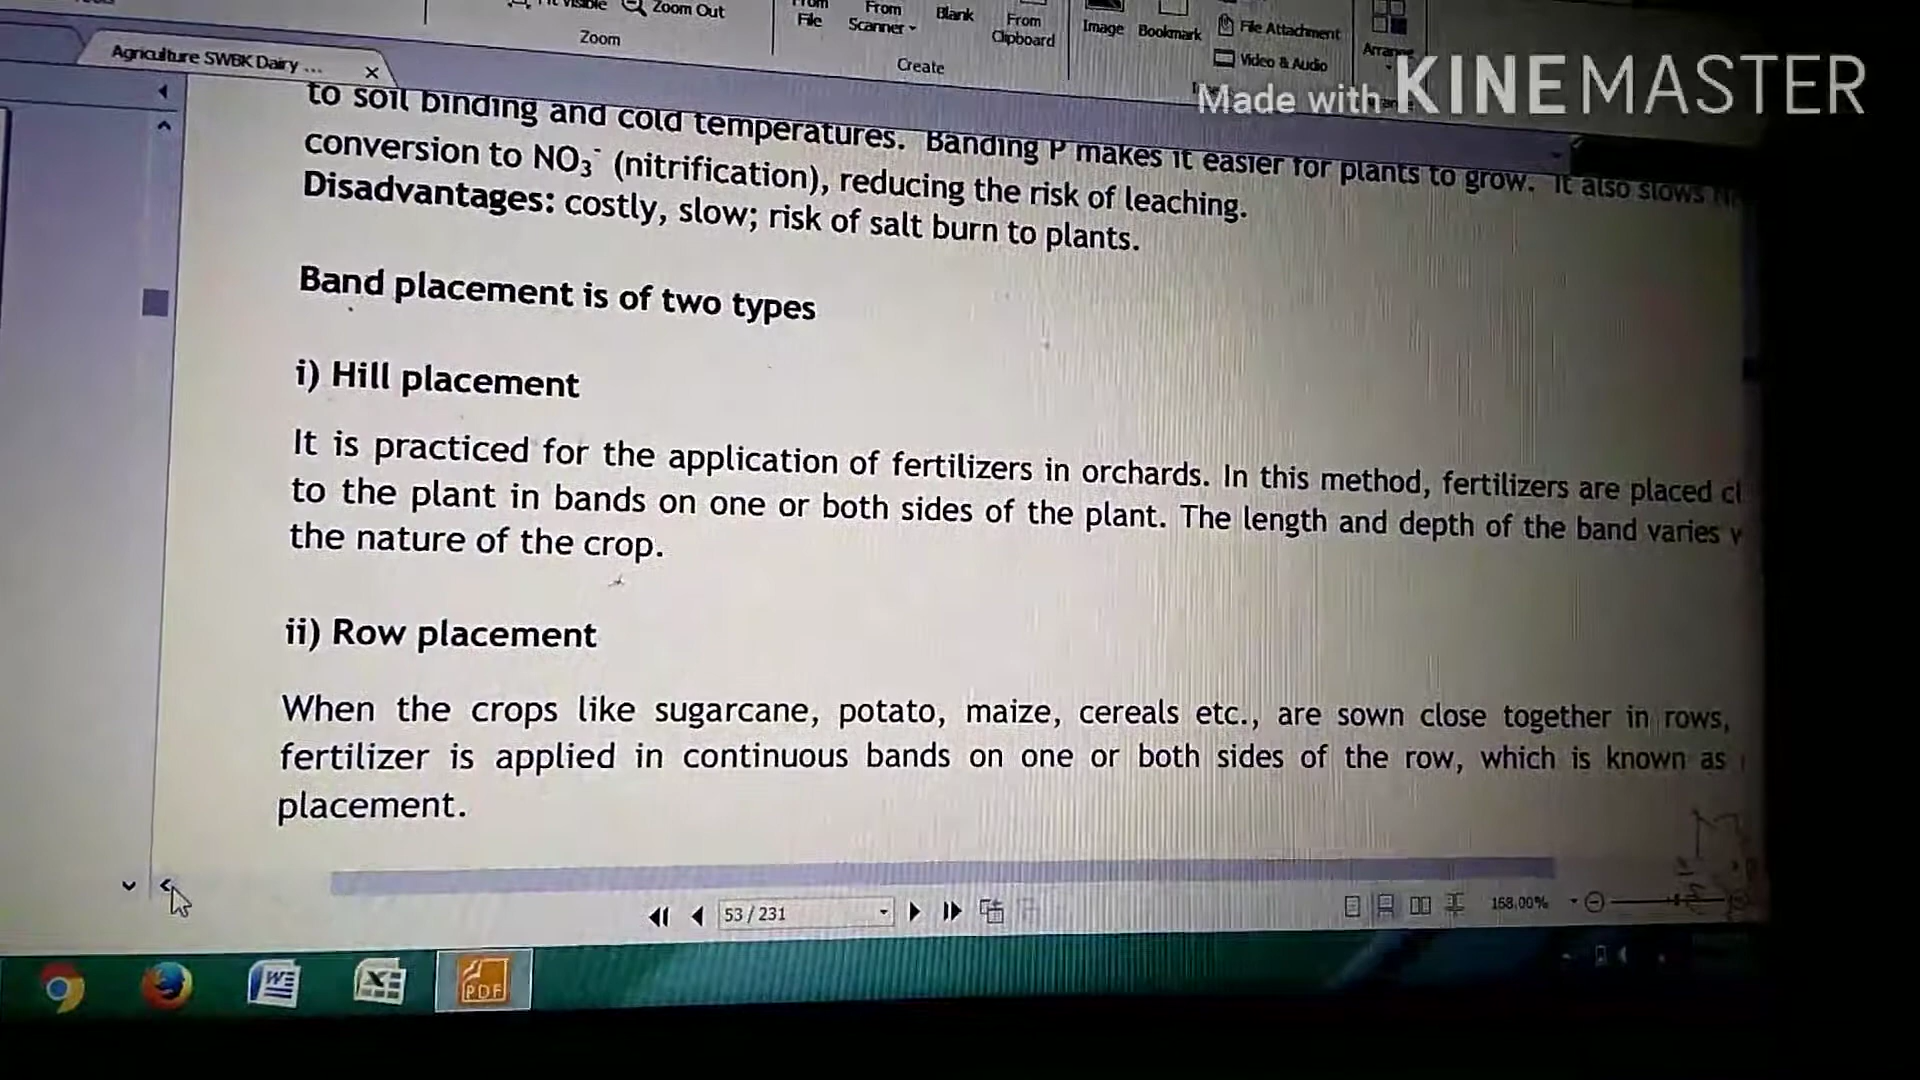 Fit Visible
Zoom Out
Zoom
From
File
From
Scanner
Blank
From
Clipboard
Create
Image
Bookmark
File Attachment
Video & Audio
Arrange
Made with KINEMASTER
Agriculture SWBK Dairy ...
to soil binding and cold temperatures. Banding P makes it easier for plants to grow. It also slows
conversion to NO3- (nitrification), reducing the risk of leaching.
Disadvantages: costly, slow; risk of salt burn to plants.
Band placement is of two types
i) Hill placement
It is practiced for the application of fertilizers in orchards. In this method, fertilizers are placed cl
to the plant in bands on one or both sides of the plant. The length and depth of the band varies
the nature of the crop.
ii) Row placement
When the crops like sugarcane, potato, maize, cereals etc., are sown close together in rows,
fertilizer is applied in continuous bands on one or both sides of the row, which is known as
placement.
53 / 231
168.00%
PDF